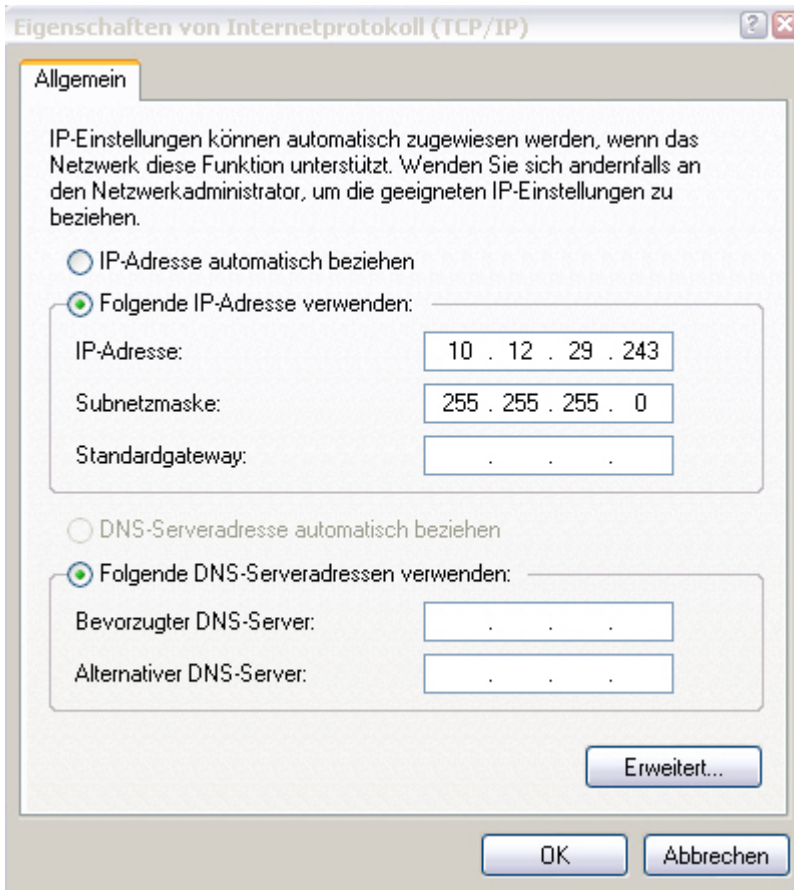 Eigenschaften von Internetprotokoll (TCP/IP)
Allgemein
IP-Einstellungen können automatisch zugewiesen werden, wenn das
Netzwerk diese Funktion unterstützt. Wenden Sie sich andernfalls an
den Netzwerkadministrator, um die geeigneten IP-Einstellungen zu
beziehen.
IP-Adresse automatisch beziehen
Folgende IP-Adresse verwenden:
IP-Adresse: 10 . 12 . 29 . 243
Subnetzmaske: 255 . 255 . 255 . 0
Standardgateway: . . .
DNS-Serveradresse automatisch beziehen
Folgende DNS-Serveradressen verwenden:
Bevorzugter DNS-Server: . . .
Alternativer DNS-Server: . . .
Erweitert...
OK Abbrechen